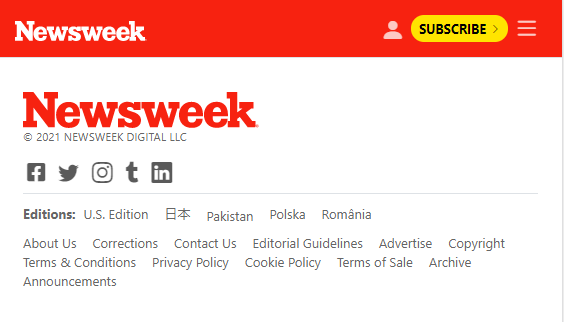 Newsweek SUBSCRIBE
Newsweek
© 2021 NEWSWEEK DIGITAL LLC
Editions: U.S. Edition 日本 Pakistan Polska România
About Us Corrections Contact Us Editorial Guidelines Advertise Copyright
Terms & Conditions Privacy Policy Cookie Policy Terms of Sale Archive
Announcements